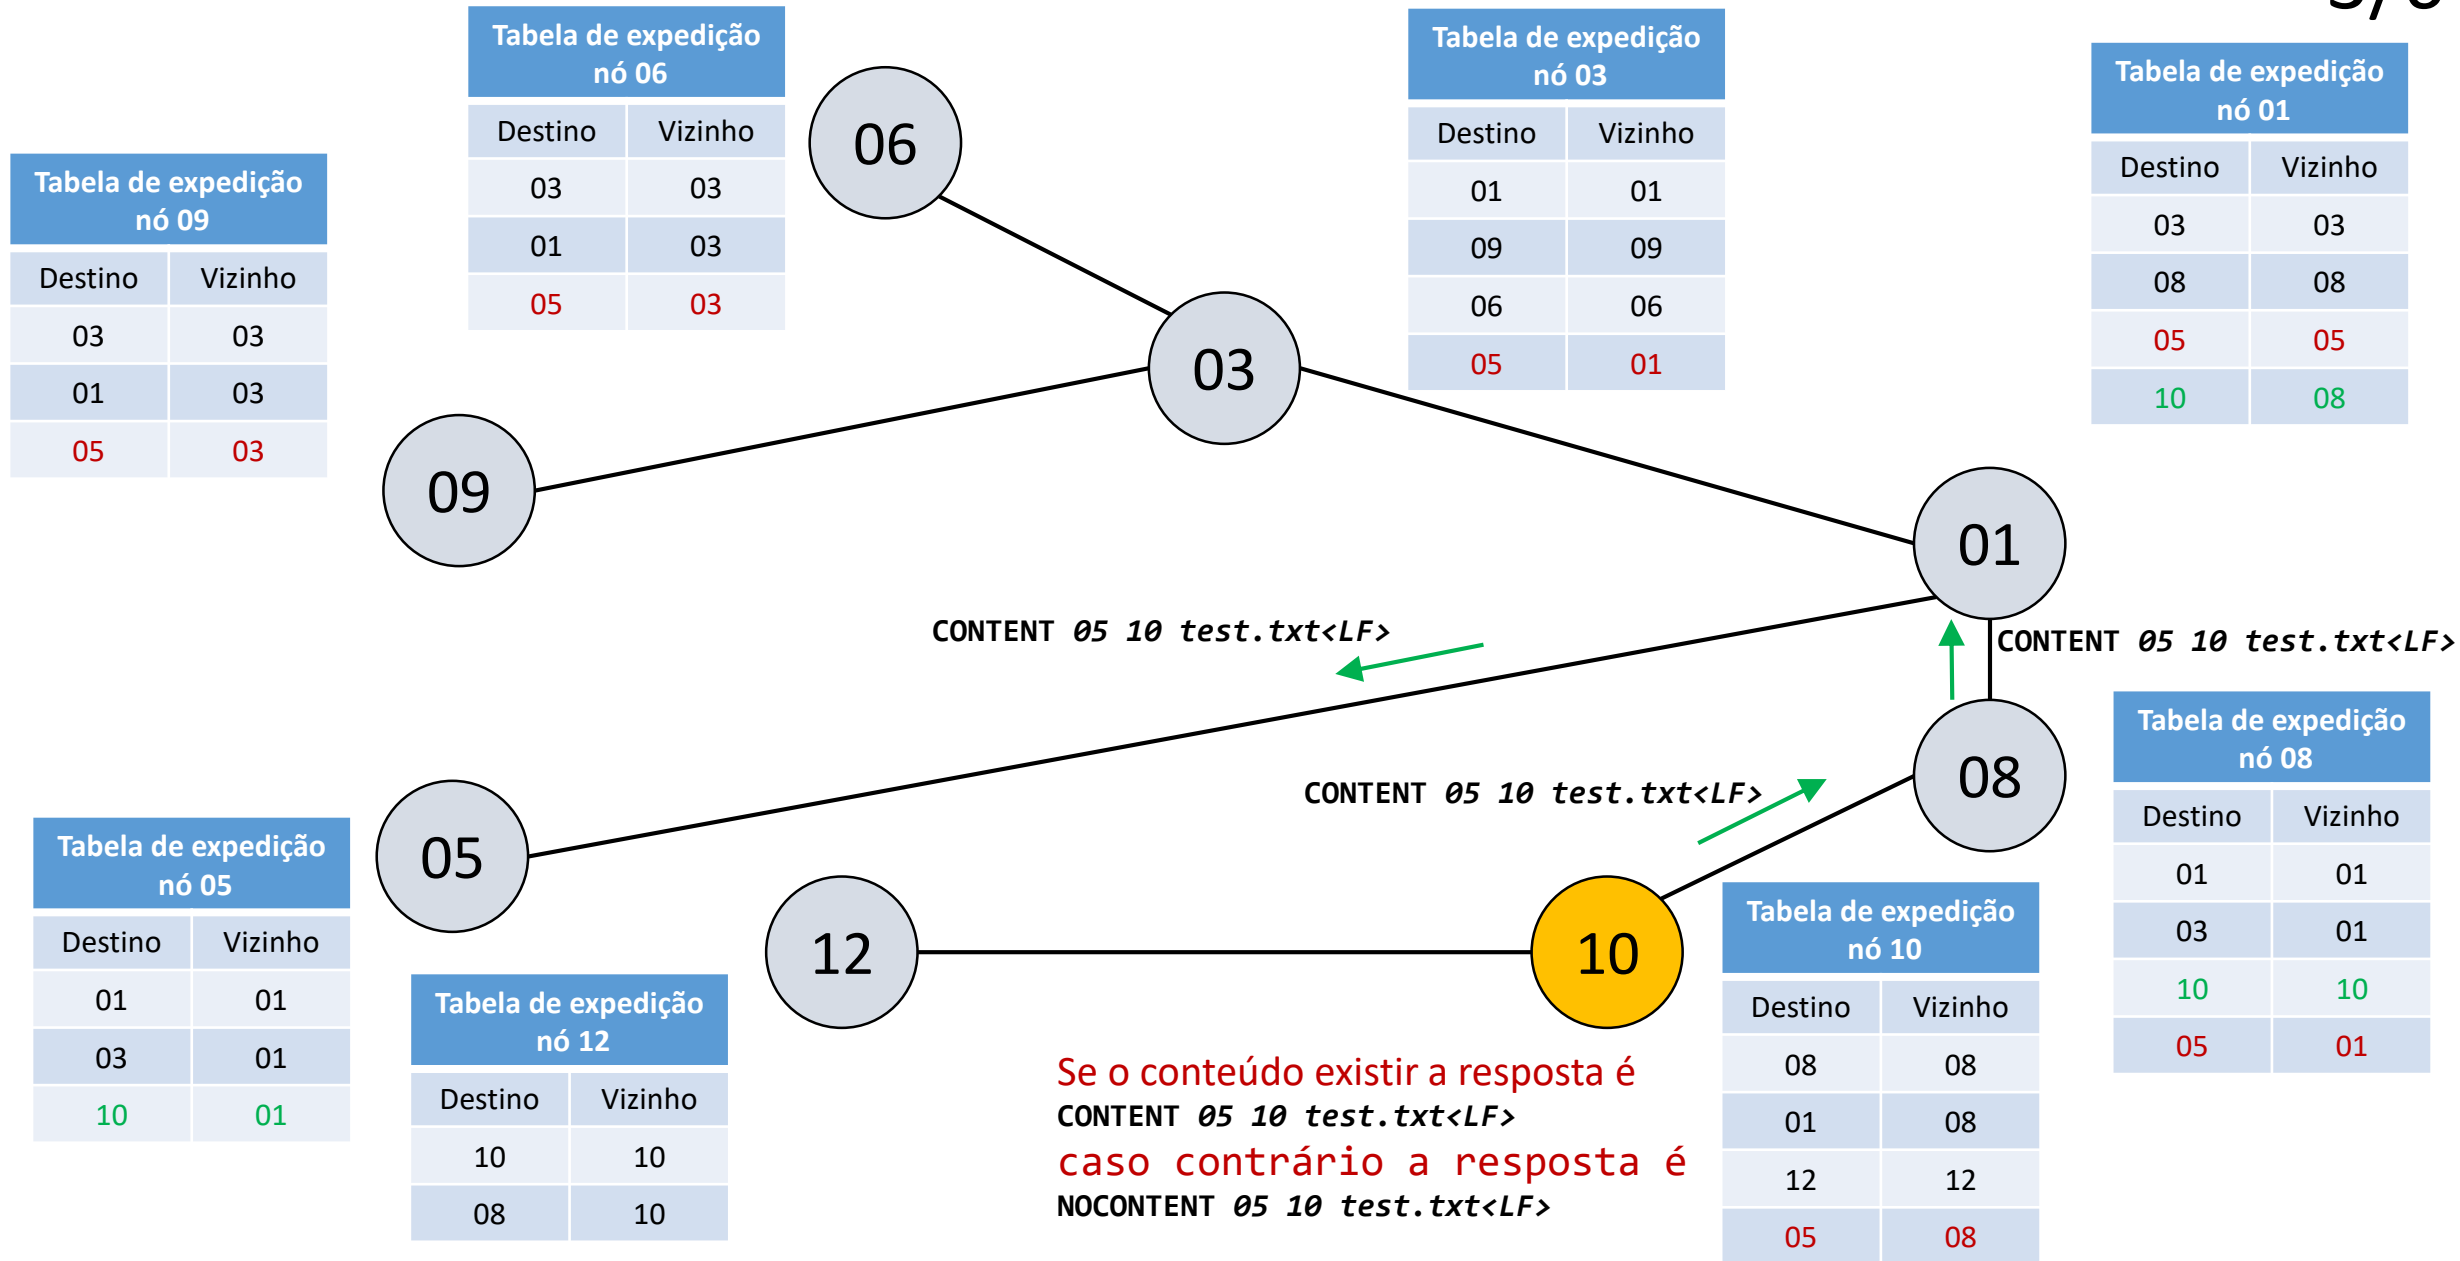 Tabela de expedição
nó 06
Destino Vizinho
03 03
01 03
05 03
06
Tabela de expedição
nó 03
Destino Vizinho
01 01
09 09
06 06
05 01
Tabela de expedição
nó 01
Destino Vizinho
03 03
08 08
05 05
10 08
Tabela de expedição
nó 09
Destino Vizinho
03 03
01 03
05 03
03
09
01
CONTENT 05 10 test.txt<LF>
CONTENT 05 10 test.txt<LF>
CONTENT 05 10 test.txt<LF>
08
Tabela de expedição
nó 08
Destino Vizinho
01 01
03 01
10 10
05 01
Tabela de expedição
nó 05
Destino Vizinho
01 01
03 01
10 01
05
12
10
Tabela de expedição
nó 12
Destino Vizinho
10 10
08 10
Se o conteúdo existir a resposta é
CONTENT 05 10 test.txt<LF>
caso contrário a resposta é
NOCONTENT 05 10 test.txt<LF>
Tabela de expedição
nó 10
Destino Vizinho
08 08
01 08
12 12
05 08